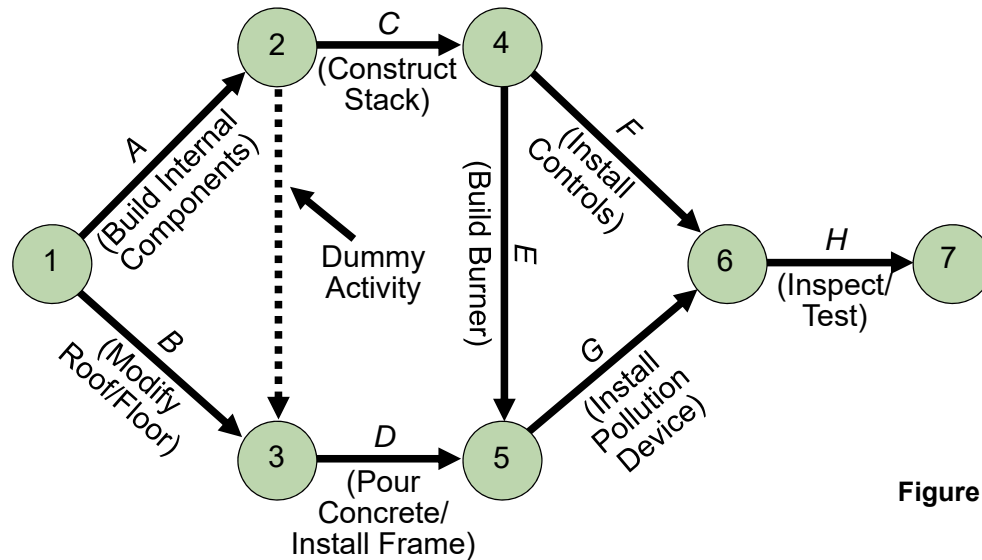 2
C
(Construct
Stack)
4
A
(Build Internal
Components)
F
(Install
Controls)
1
Dummy
Activity
E
(Build Burner)
6
H
(Inspect/
Test)
7
B
(Modify
Roof/Floor)
G
(Install
Pollution
Device)
3
D
(Pour
Concrete/
Install Frame)
5
Figure